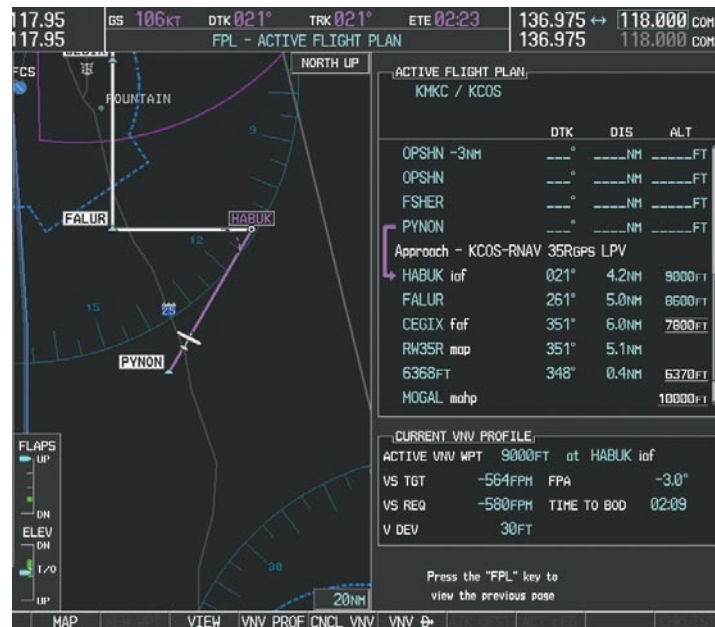 117.95 GS 106KT DTK 021° TRK 021° ETE 02:23 136.975 ↔ 118.000 COM
117.95 FPL – ACTIVE FLIGHT PLAN 136.975 118.000 COM
NORTH UP
FCS
FOUNTAIN
9
FALUR
HABUK
12
15
25
PYNON
30
20NM
FLAPS
UP
DN
ELEV
DN
T/O
UP
ACTIVE FLIGHT PLAN
KMKC / KCOS
DTK DIS ALT
OPSHN -3NM ___° ____NM _____FT
OPSHN ___° ____NM _____FT
FSHER ___° ____NM _____FT
PYNON ___° ____NM _____FT
Approach – KCOS-RNAV 35RGPS LPV
HABUK iaf 021° 4.2NM 9000FT
FALUR 261° 5.0NM 8600FT
CEGIX faf 351° 6.0NM 7800FT
RW35R map 351° 5.1NM
6368FT 348° 0.4NM 6370FT
MOGAL mahp 10000FT
CURRENT VNV PROFILE
ACTIVE VNV WPT 9000FT at HABUK iaf
VS TGT -564FPM FPA -3.0°
VS REQ -580FPM TIME TO BOD 02:09
V DEV 30FT
Press the "FPL" key to
view the previous page
MAP VIEW VNV PROF CNCL VNV VNV D→